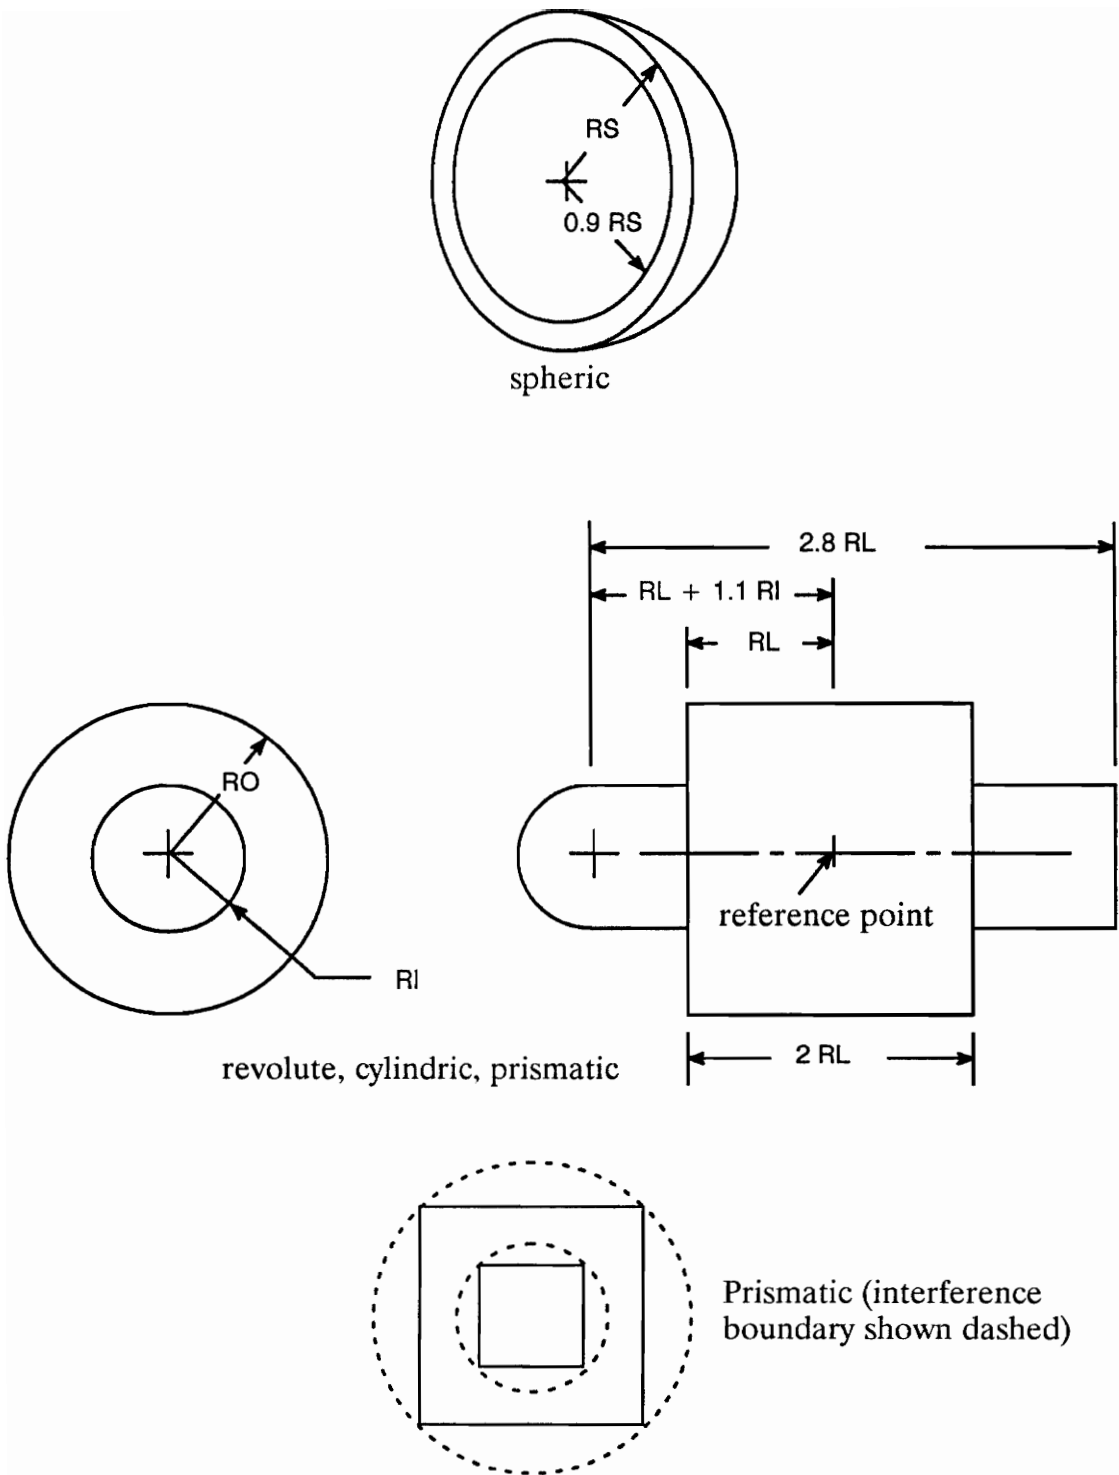 RS
0.9 RS
spheric
2.8 RL
RL + 1.1 RI
RL
RO
reference point
RI
2 RL
revolute, cylindric, prismatic
Prismatic (interference
boundary shown dashed)